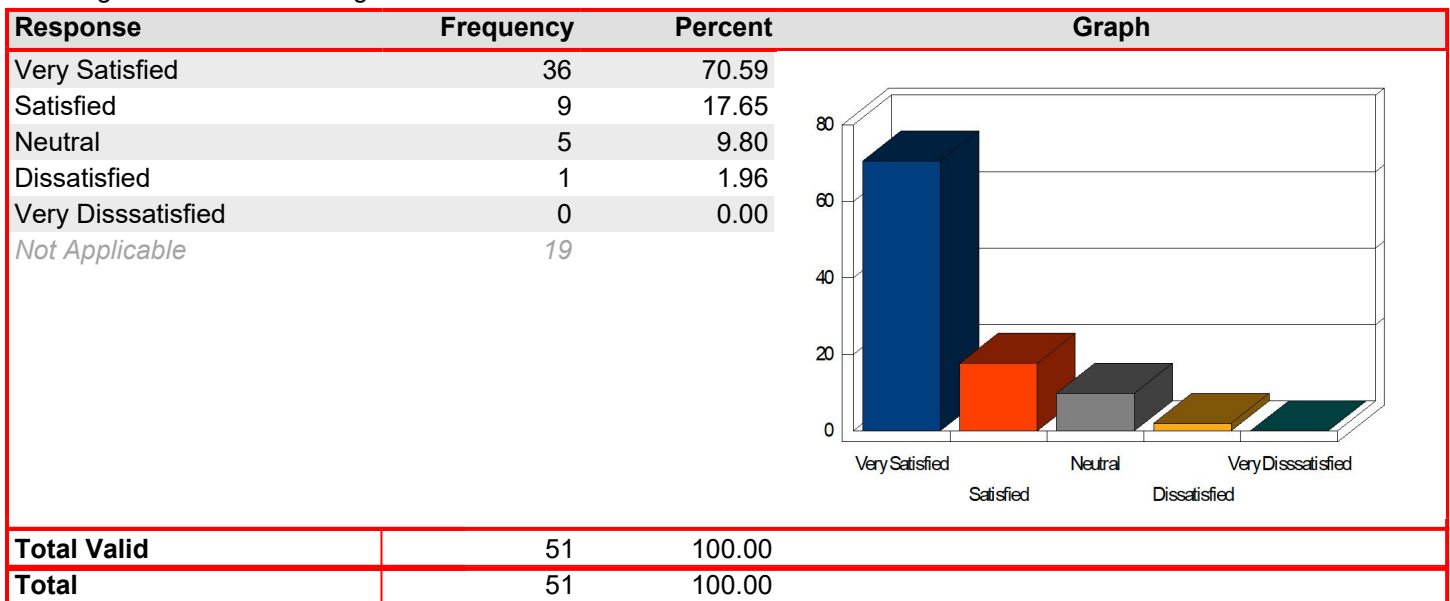 Response Frequency Percent Graph
Very Satisfied 36 70.59
Satisfied 9 17.65
Neutral 5 9.80
Dissatisfied 1 1.96
Very Disssatisfied 0 0.00
Not Applicable 19
80
60
40
20
0
Very Satisfied Neutral Very Disssatisfied
Satisfied Dissatisfied
Total Valid 51 100.00
Total 51 100.00